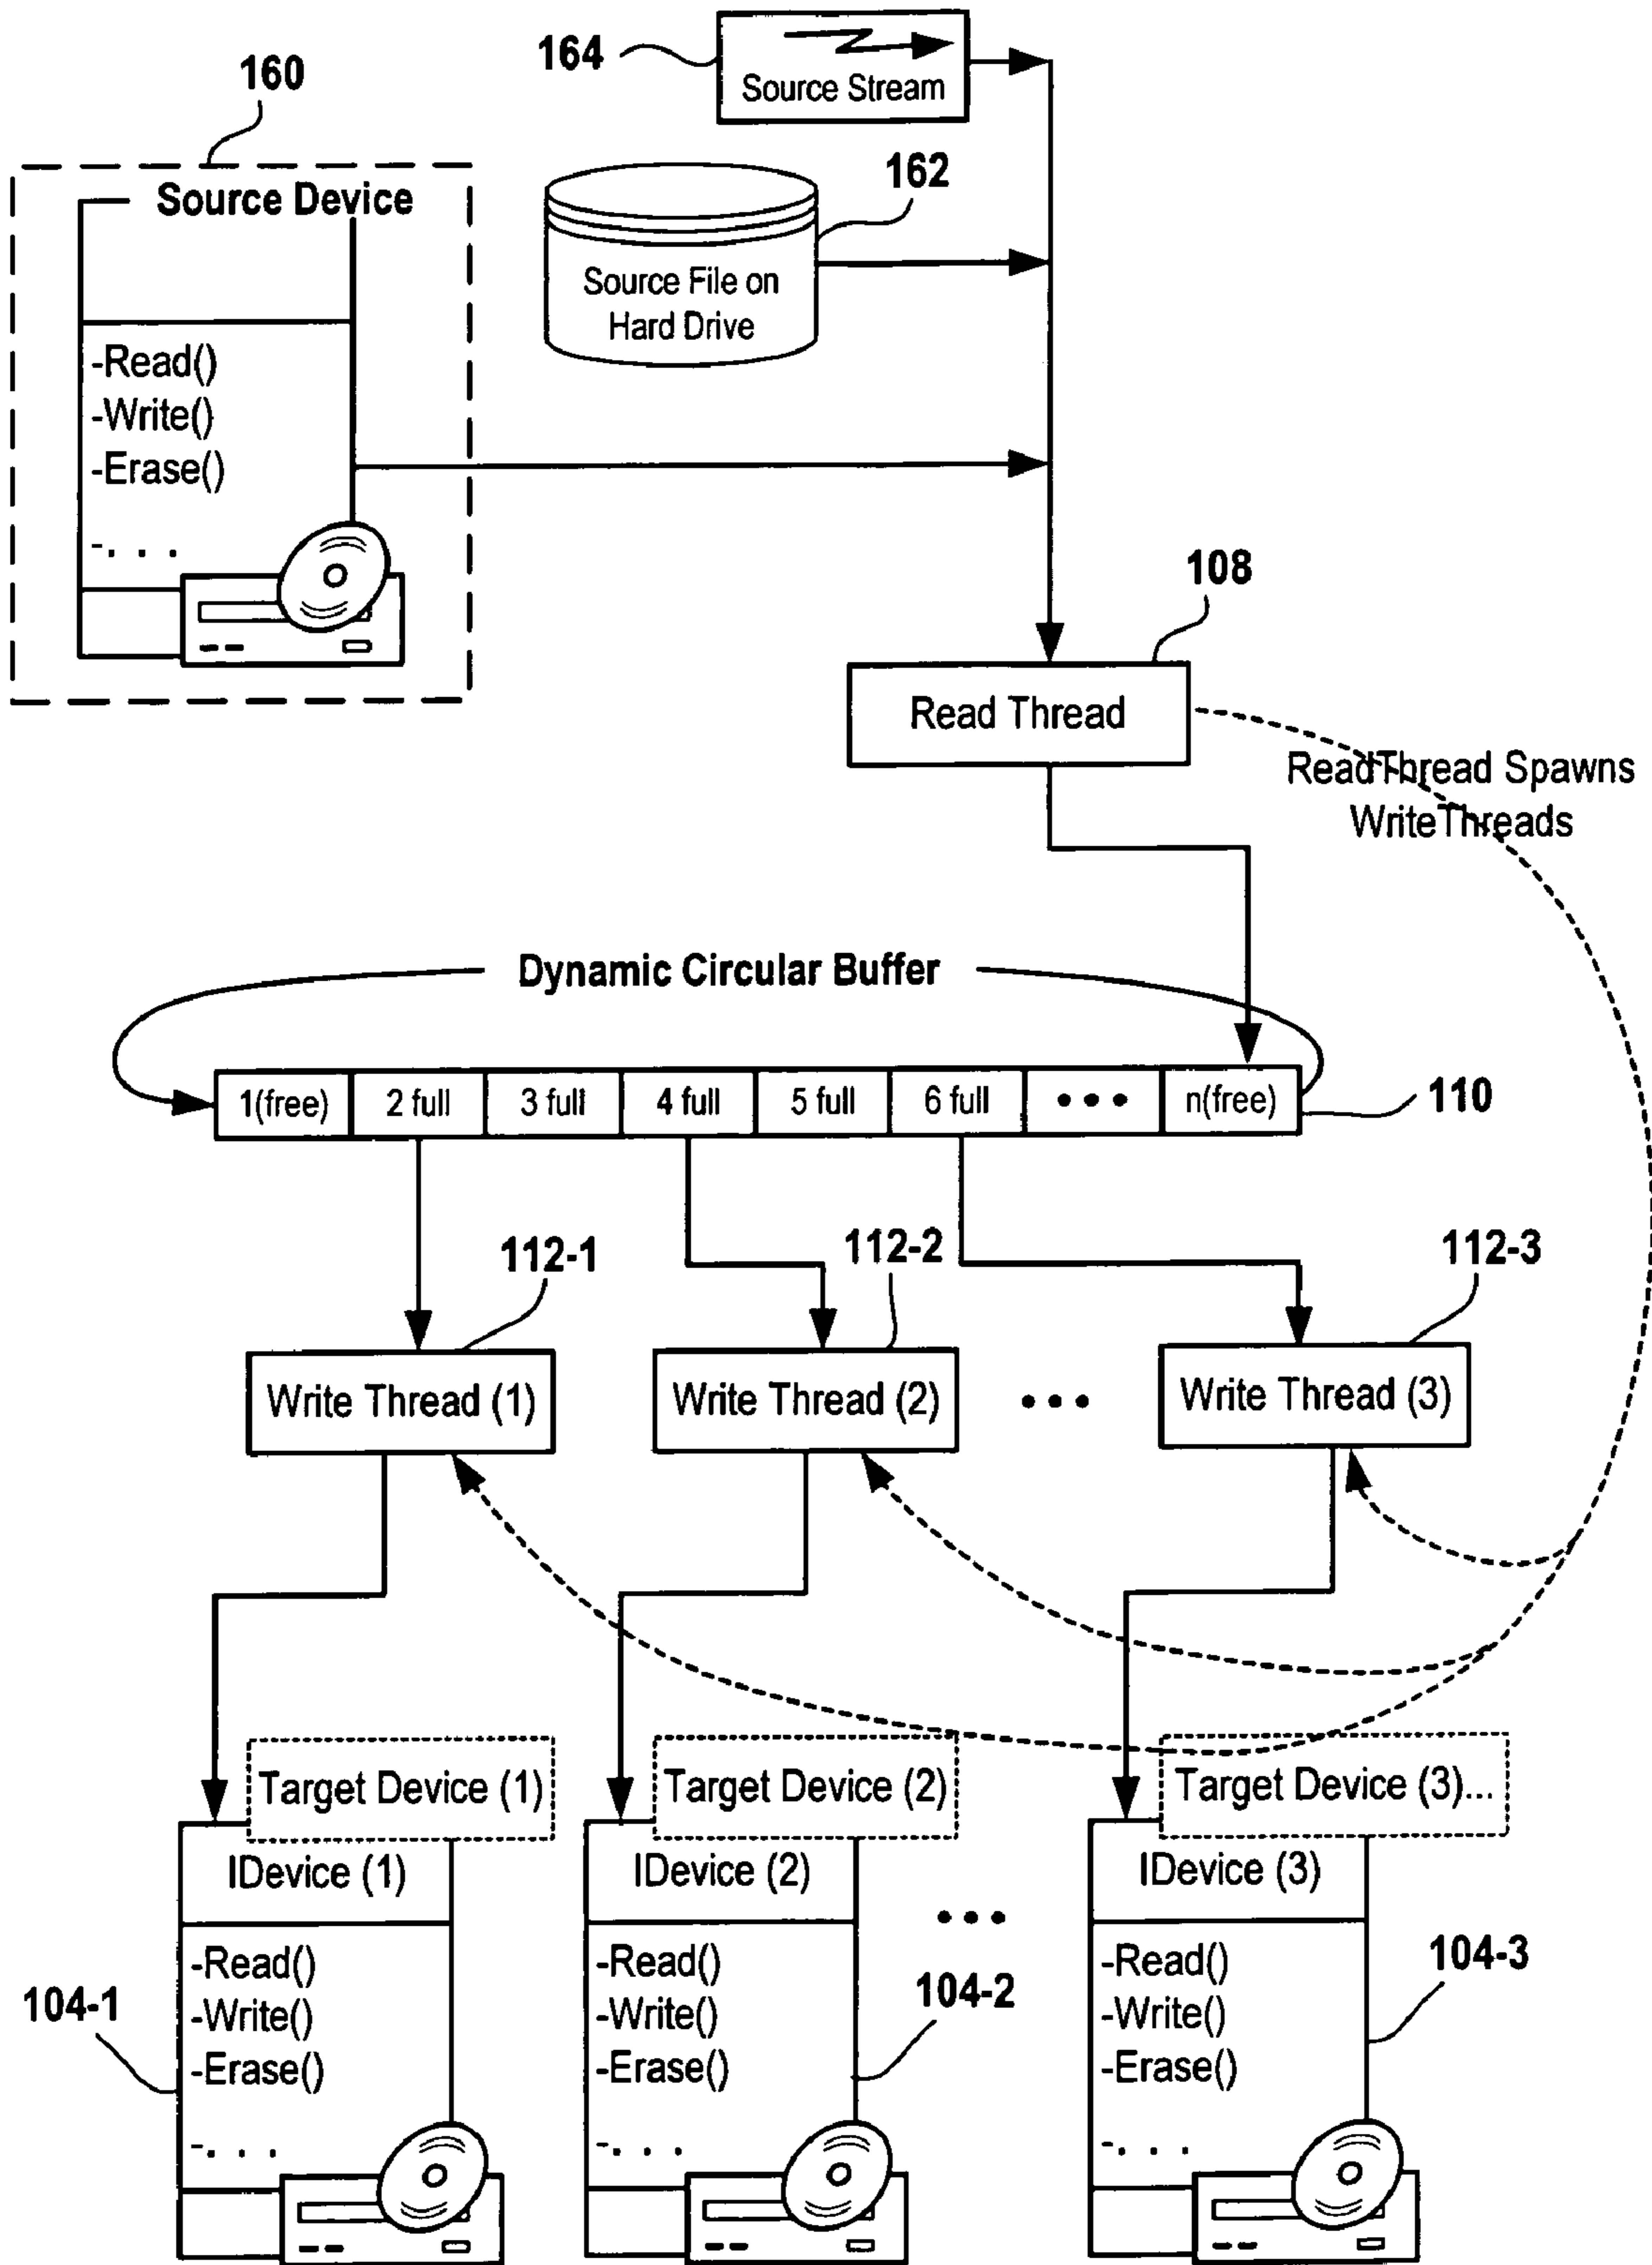 164
Source Stream
160
162
Source Device
Source File on
Hard Drive
-Read()
-Write()
-Erase()
-. . .
108
Read Thread
ReadThread Spawns
WriteThreads
Dynamic Circular Buffer
1(free) 2 full 3 full 4 full 5 full 6 full ••• n(free)
110
112-1
112-2
112-3
Write Thread (1)
Write Thread (2)
•••
Write Thread (3)
Target Device (1)
Target Device (2)
Target Device (3)...
IDevice (1)
IDevice (2)
•••
IDevice (3)
104-1
-Read()
-Write()
-Erase()
-. . .
104-2
-Read()
-Write()
-Erase()
-. . .
104-3
-Read()
-Write()
-Erase()
-. . .